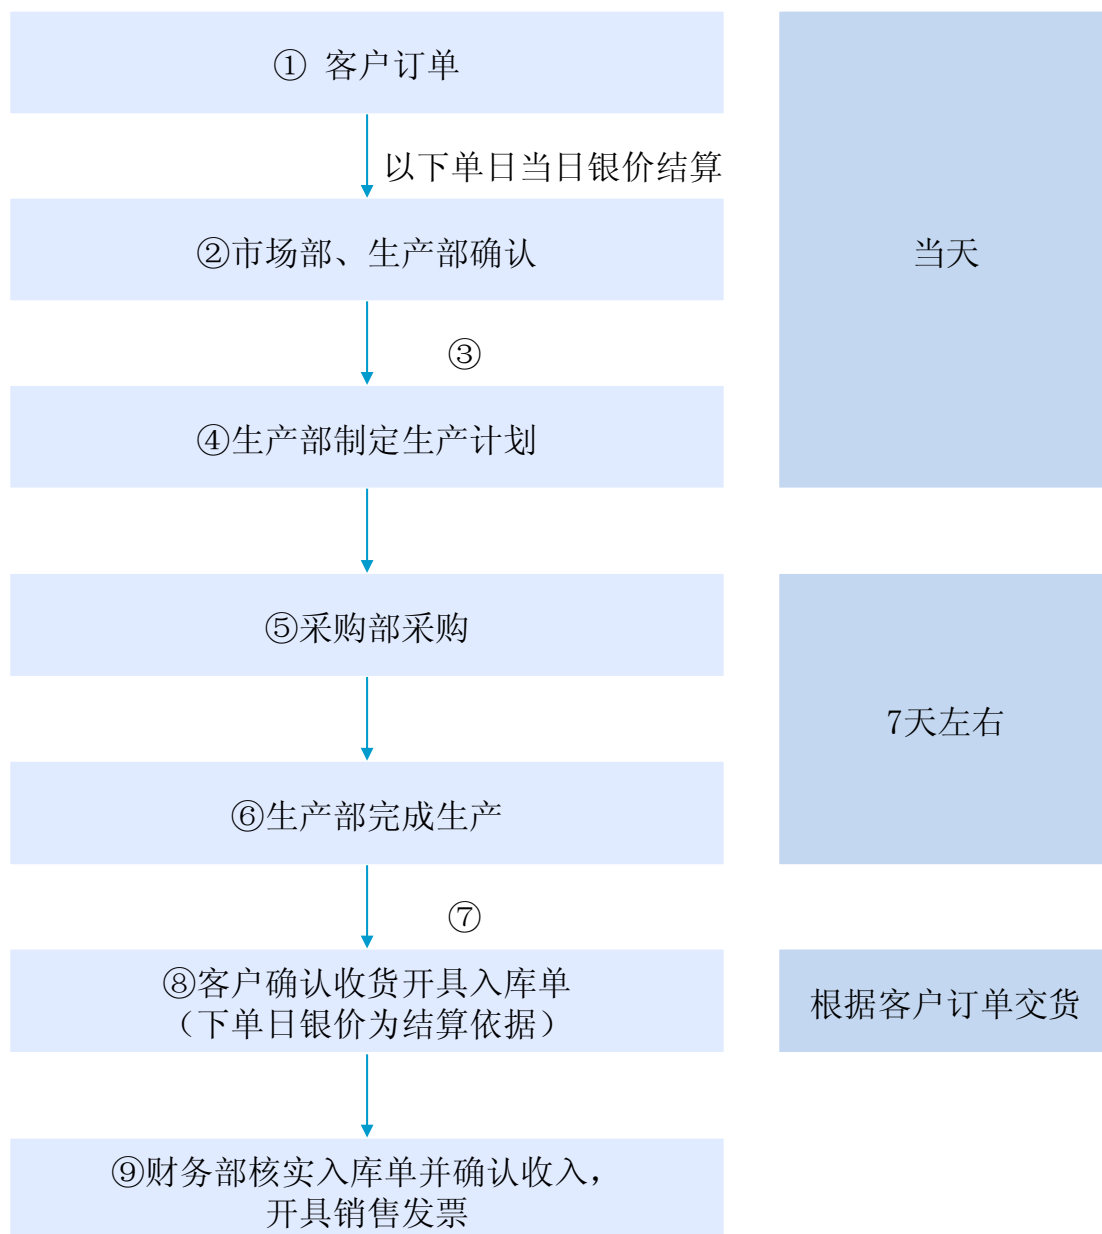 ① 客户订单
以下单日当日银价结算
②市场部、生产部确认
当天
③
④生产部制定生产计划
⑤采购部采购
7天左右
⑥生产部完成生产
⑦
⑧客户确认收货开具入库单
（下单日银价为结算依据）
根据客户订单交货
⑨财务部核实入库单并确认收入，
开具销售发票